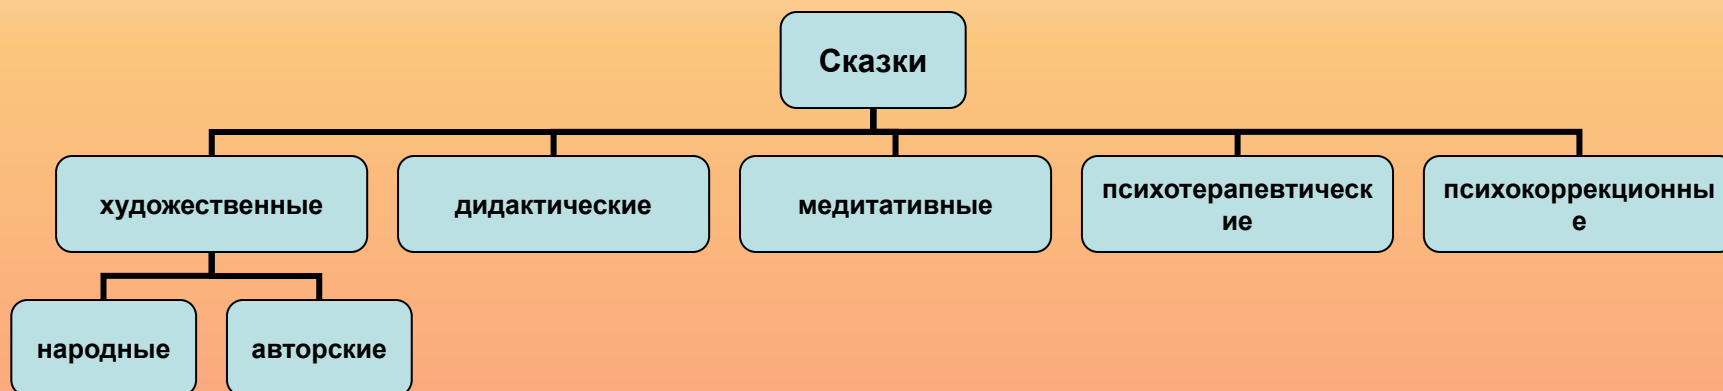 Сказки
художественные
дидактические
медитативные
психотерапевтическ
ие
психокоррекционны
е
народные
авторские